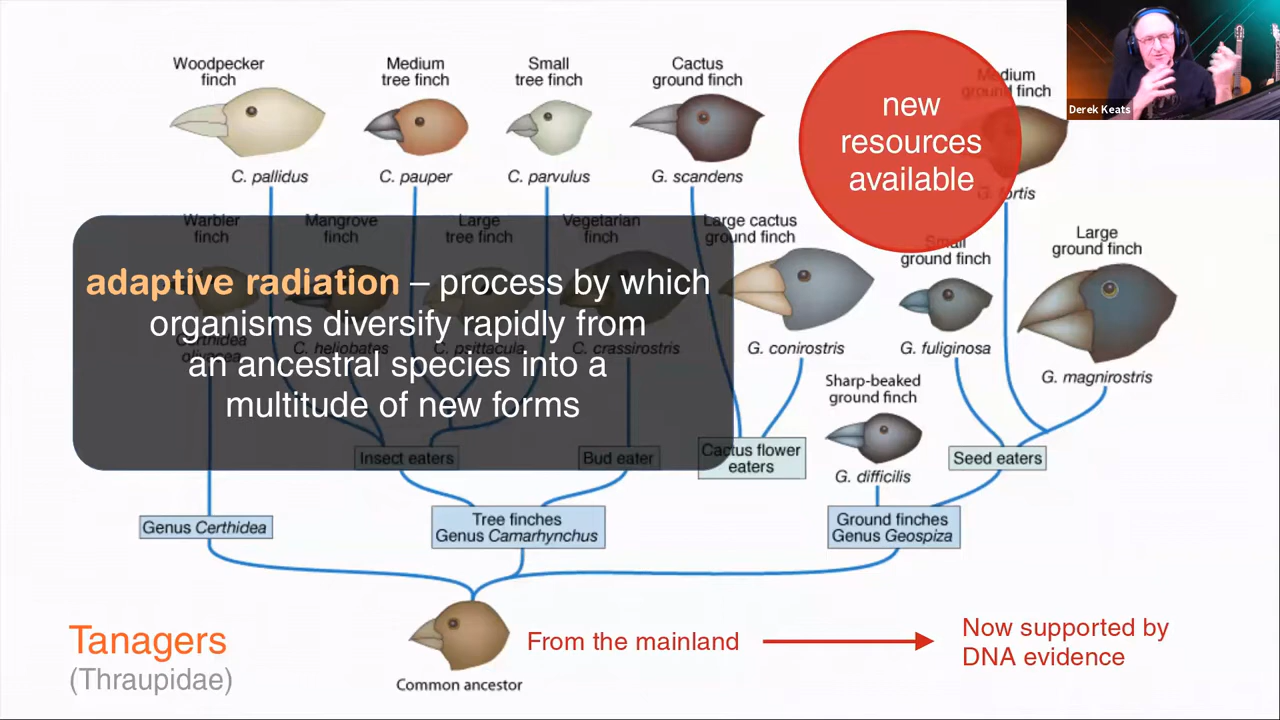 Woodpecker
finch
Medium
tree finch
Small
tree finch
Cactus
ground finch
Medium
ground finch
Derek Keats
new
resources
available
C. pallidus
C. pauper
C. parvulus
G. scandens
G. fortis
Warbler
finch
Mangrove
finch
Large
tree finch
Vegetarian
finch
Large cactus
ground finch
Small
ground finch
Large
ground finch
adaptive radiation – process by which
organisms diversify rapidly from
an ancestral species into a
multitude of new forms
Certhidea
olivacea
C. heliobates
C. psittacula
C. crassirostris
G. conirostris
G. fuliginosa
G. magnirostris
Sharp-beaked
ground finch
G. difficilis
Insect eaters
Bud eater
Cactus flower
eaters
Seed eaters
Genus Certhidea
Tree finches
Genus Camarhynchus
Ground finches
Genus Geospiza
Tanagers
(Thraupidae)
Common ancestor
From the mainland
Now supported by
DNA evidence